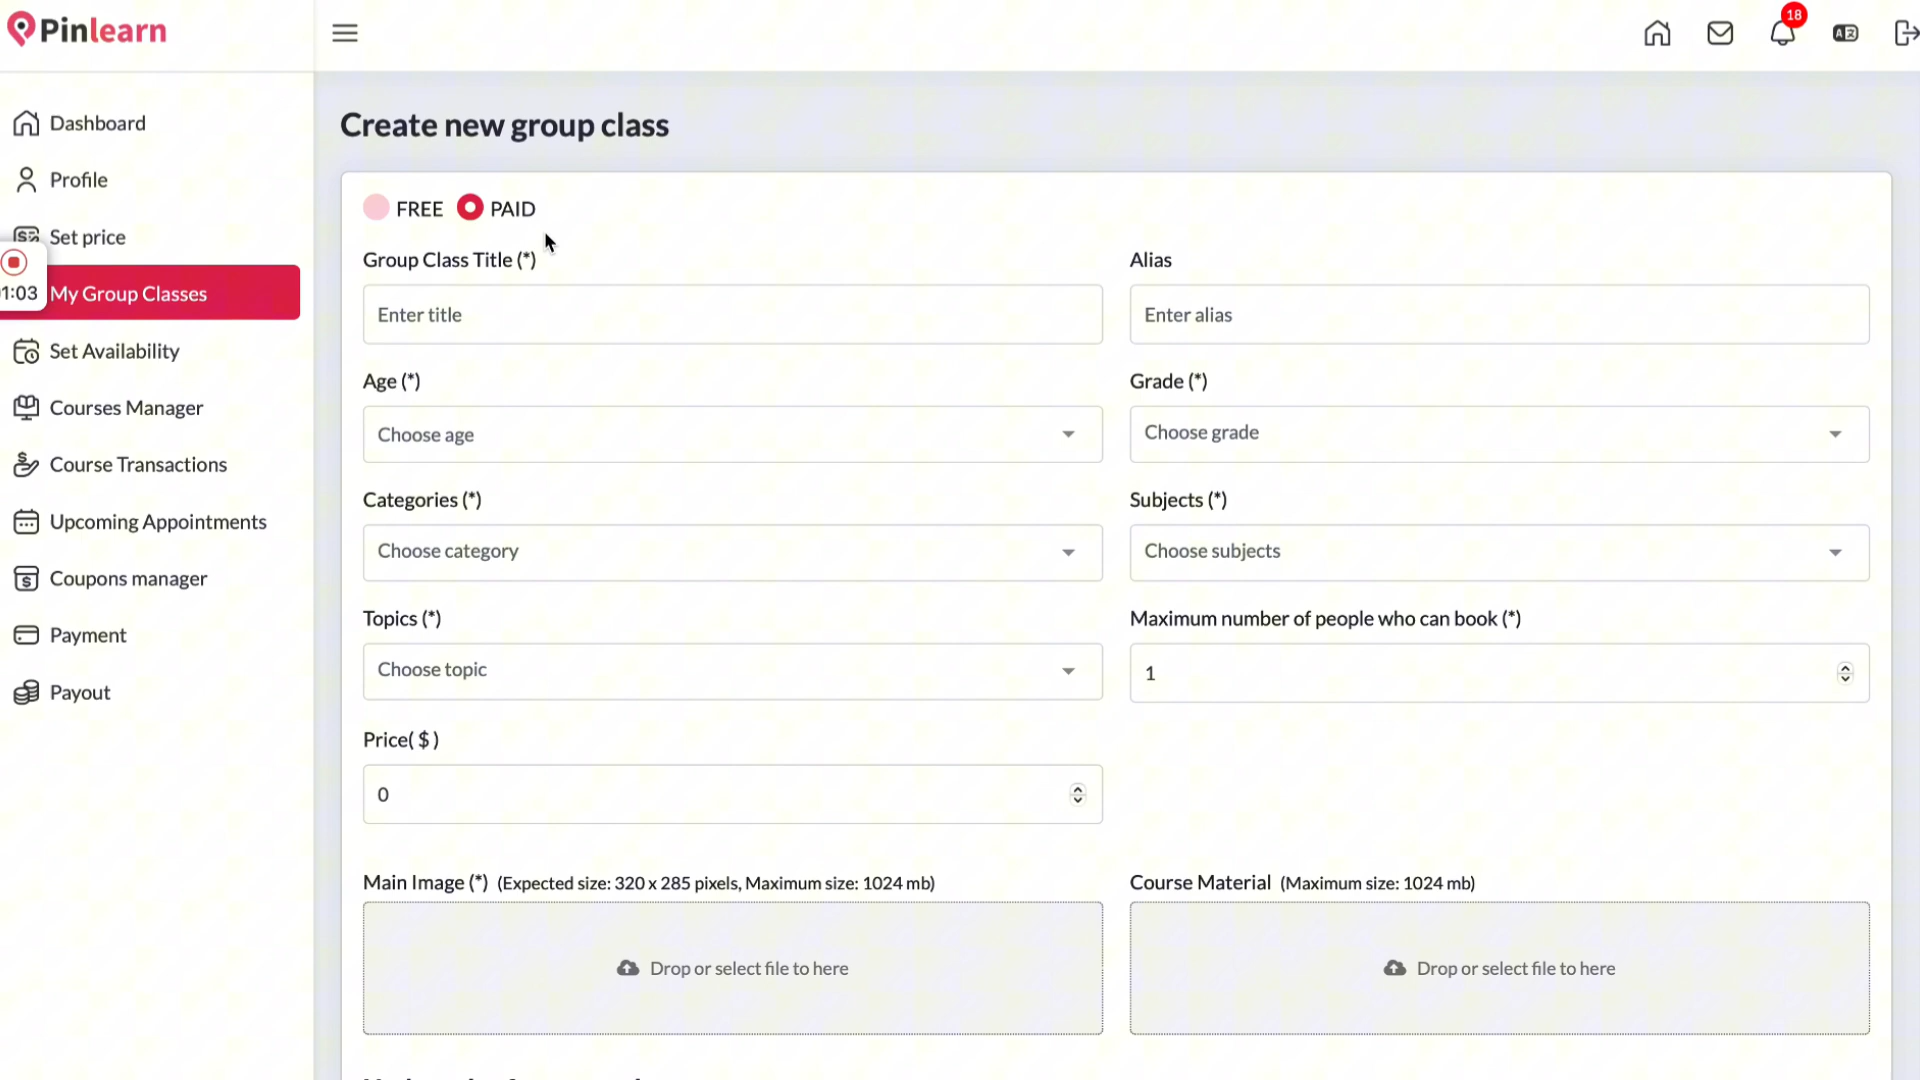 Pinlearn
18
Dashboard
Profile
Set price
1:03
My Group Classes
Set Availability
Courses Manager
Course Transactions
Upcoming Appointments
Coupons manager
Payment
Payout
Create new group class
FREE PAID
Group Class Title (*)
Enter title
Alias
Enter alias
Age (*)
Choose age
Grade (*)
Choose grade
Categories (*)
Choose category
Subjects (*)
Choose subjects
Topics (*)
Choose topic
Maximum number of people who can book (*)
1
Price( $ )
0
Main Image (*) (Expected size: 320 x 285 pixels, Maximum size: 1024 mb)
Drop or select file to here
Course Material (Maximum size: 1024 mb)
Drop or select file to here